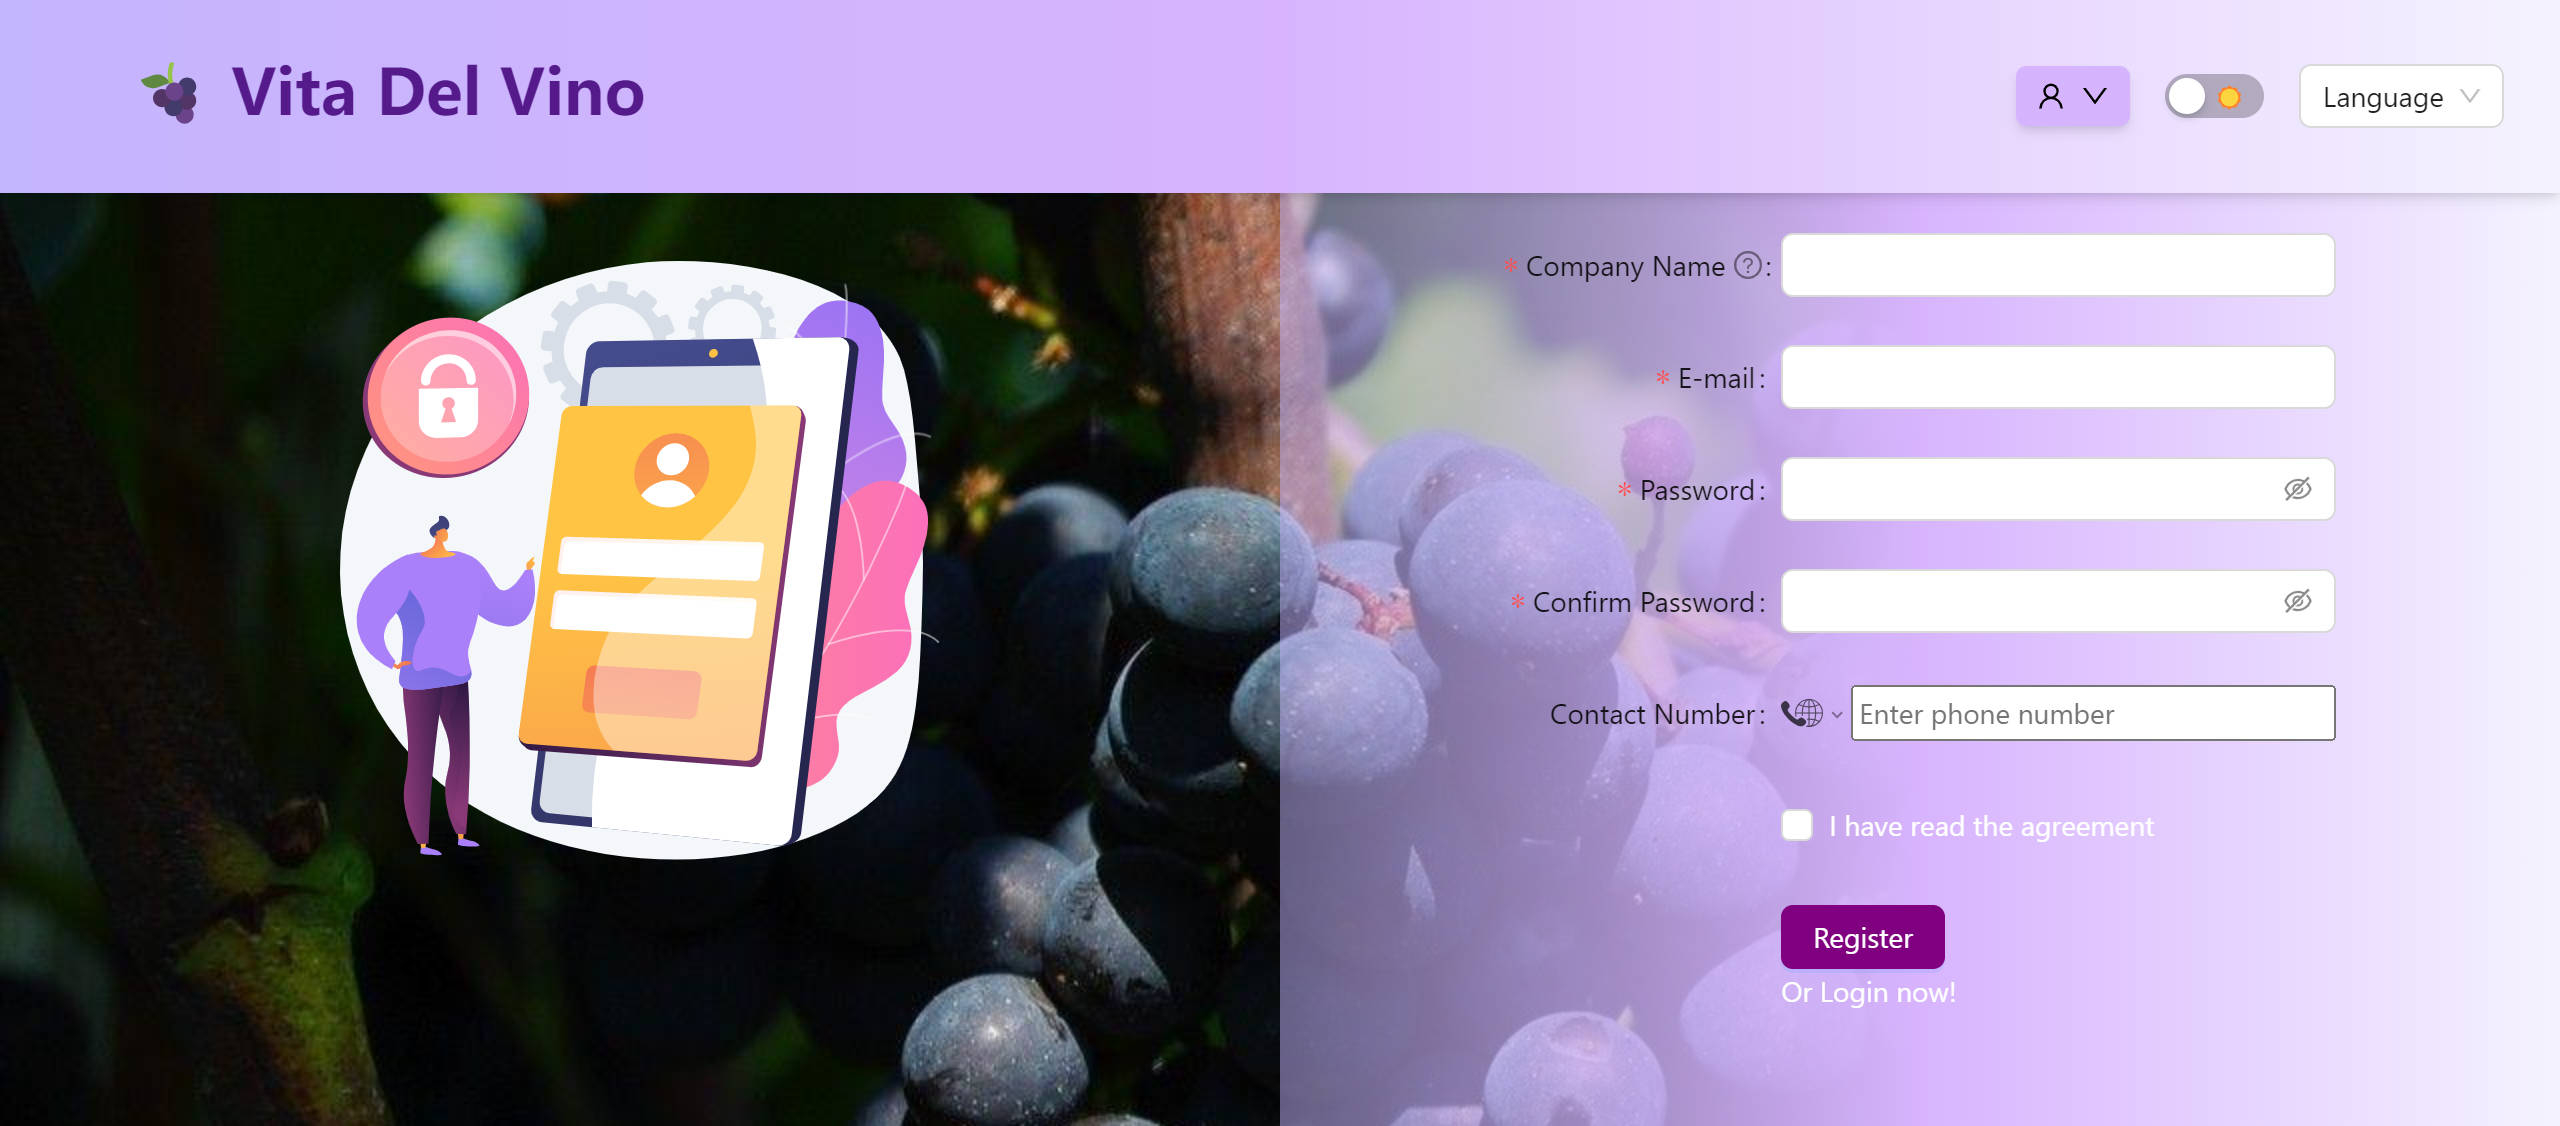 Vita Del Vino
Language
* Company Name ? :
* E-mail :
* Password :
* Confirm Password :
Contact Number : Enter phone number
I have read the agreement
Register
Or Login now!